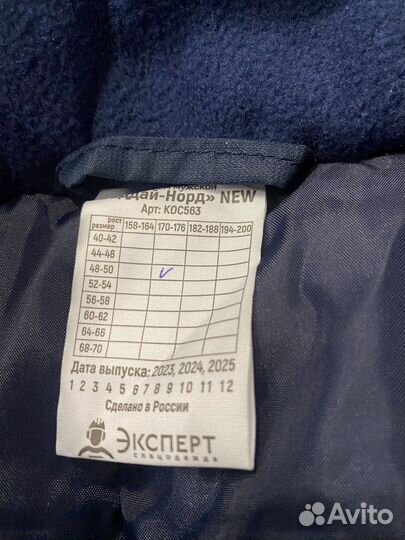 мужской
дай-Норд» NEW
Арт: КОС563
рост 158-164 170-176 182-188 194-200
размер
40-42
44-46
48-50 ✓
52-54
56-58
60-62
64-66
68-70
Дата выпуска: 2023, 2024, 2025
1 2 3 4 5 6 7 8 9 10 11 12
Сделано в России
ЭКСПЕРТ
СПЕЦОДЕЖДА
Avito